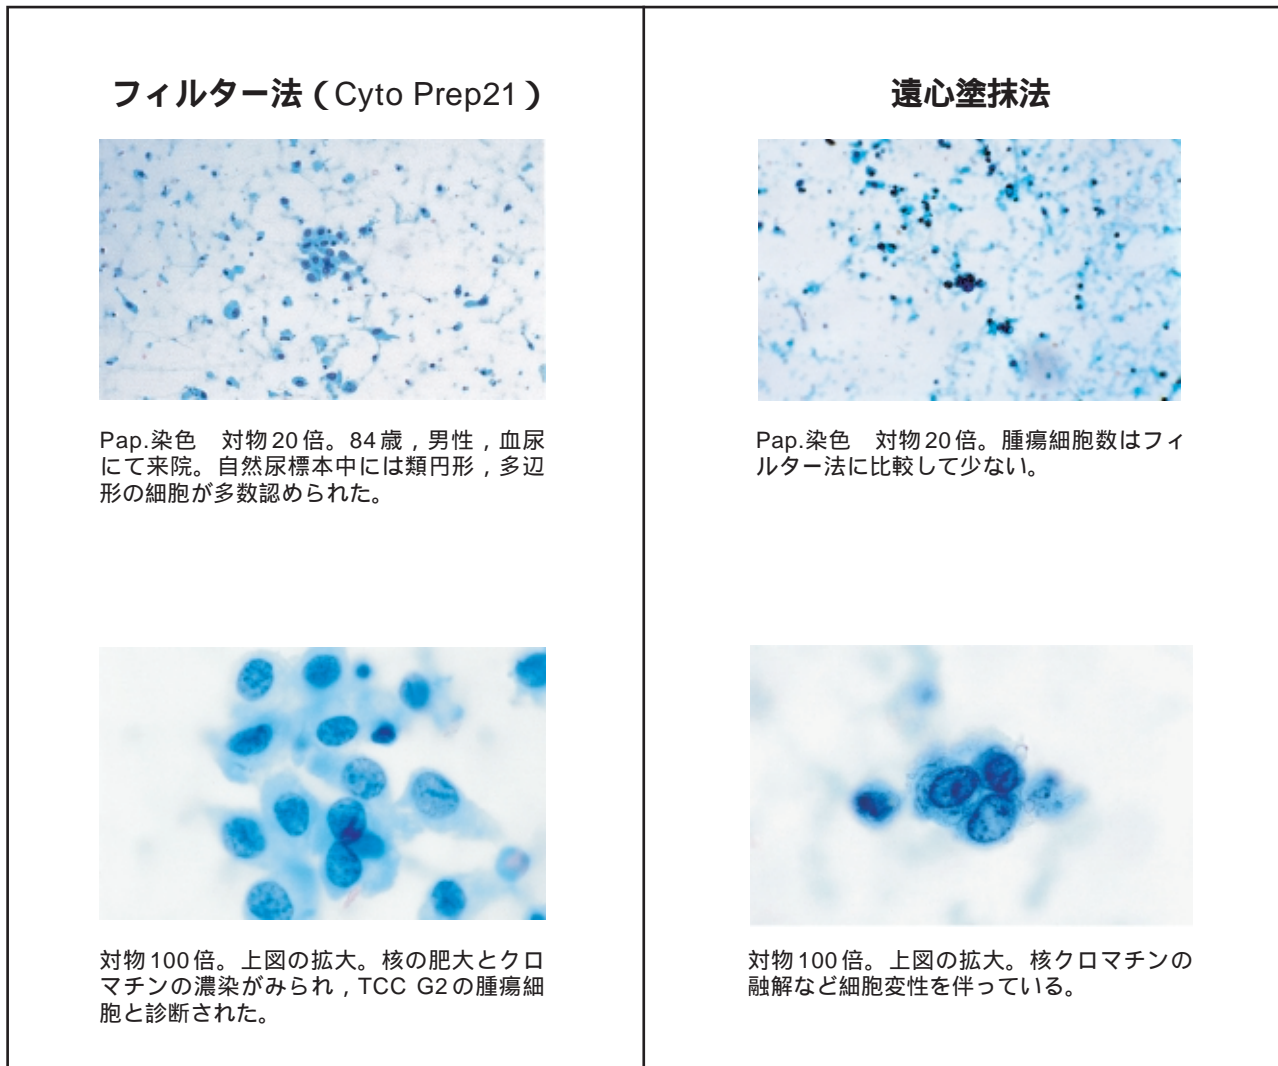 フィルター法（Cyto Prep21）
Pap.染色　対物20倍。84歳，男性，血尿
にて来院。自然尿標本中には類円形，多辺
形の細胞が多数認められた。
対物100倍。上図の拡大。核の肥大とクロ
マチンの濃染がみられ，TCC G2の腫瘍細
胞と診断された。
遠心塗抹法
Pap.染色　対物20倍。腫瘍細胞数はフィ
ルター法に比較して少ない。
対物100倍。上図の拡大。核クロマチンの
融解など細胞変性を伴っている。